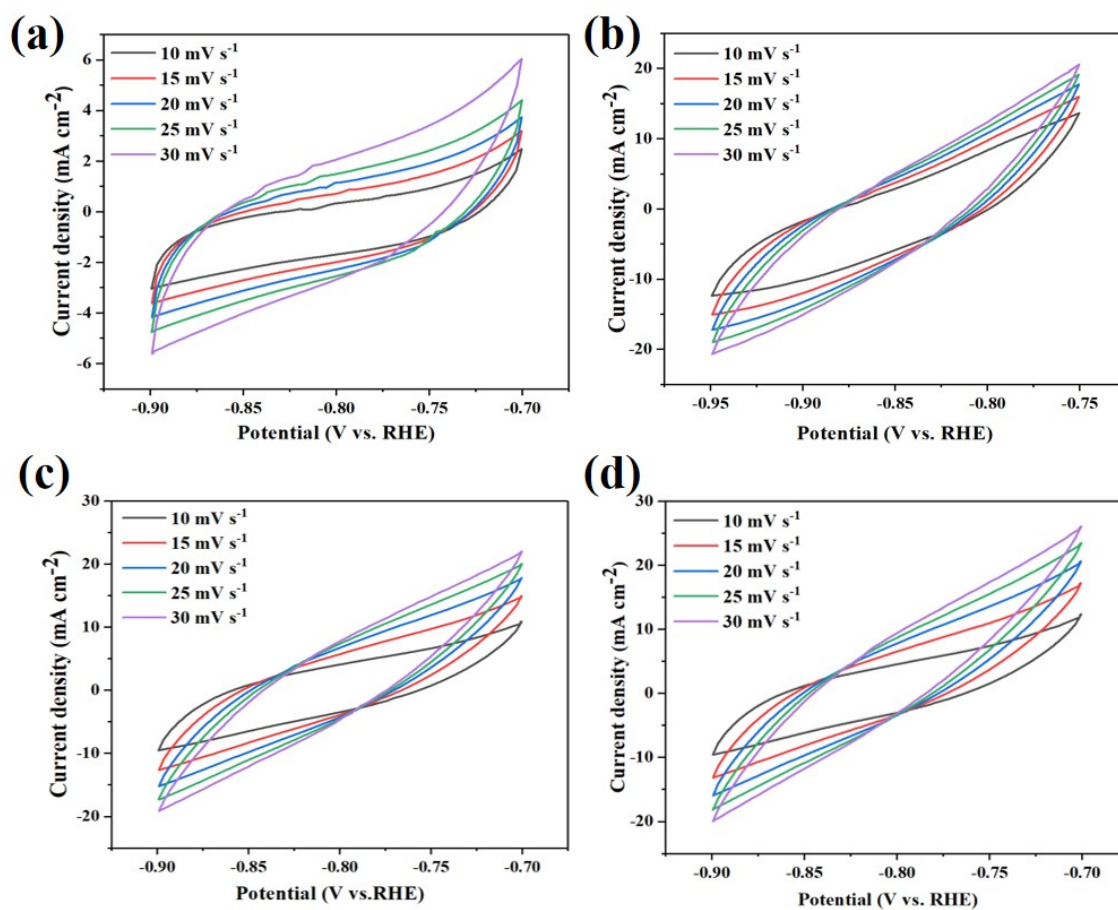 (a)
10 mV s⁻¹
15 mV s⁻¹
20 mV s⁻¹
25 mV s⁻¹
30 mV s⁻¹
Current density (mA cm⁻²)
6
4
2
0
-2
-4
-6
-0.90 -0.85 -0.80 -0.75 -0.70
Potential (V vs. RHE)
(b)
10 mV s⁻¹
15 mV s⁻¹
20 mV s⁻¹
25 mV s⁻¹
30 mV s⁻¹
Current density (mA cm⁻²)
20
10
0
-10
-20
-0.95 -0.90 -0.85 -0.80 -0.75
Potential (V vs. RHE)
(c)
10 mV s⁻¹
15 mV s⁻¹
20 mV s⁻¹
25 mV s⁻¹
30 mV s⁻¹
Current density (mA cm⁻²)
30
20
10
0
-10
-20
-0.90 -0.85 -0.80 -0.75 -0.70
Potential (V vs.RHE)
(d)
10 mV s⁻¹
15 mV s⁻¹
20 mV s⁻¹
25 mV s⁻¹
30 mV s⁻¹
Current density (mA cm⁻²)
30
20
10
0
-10
-20
-0.90 -0.85 -0.80 -0.75 -0.70
Potential (V vs. RHE)